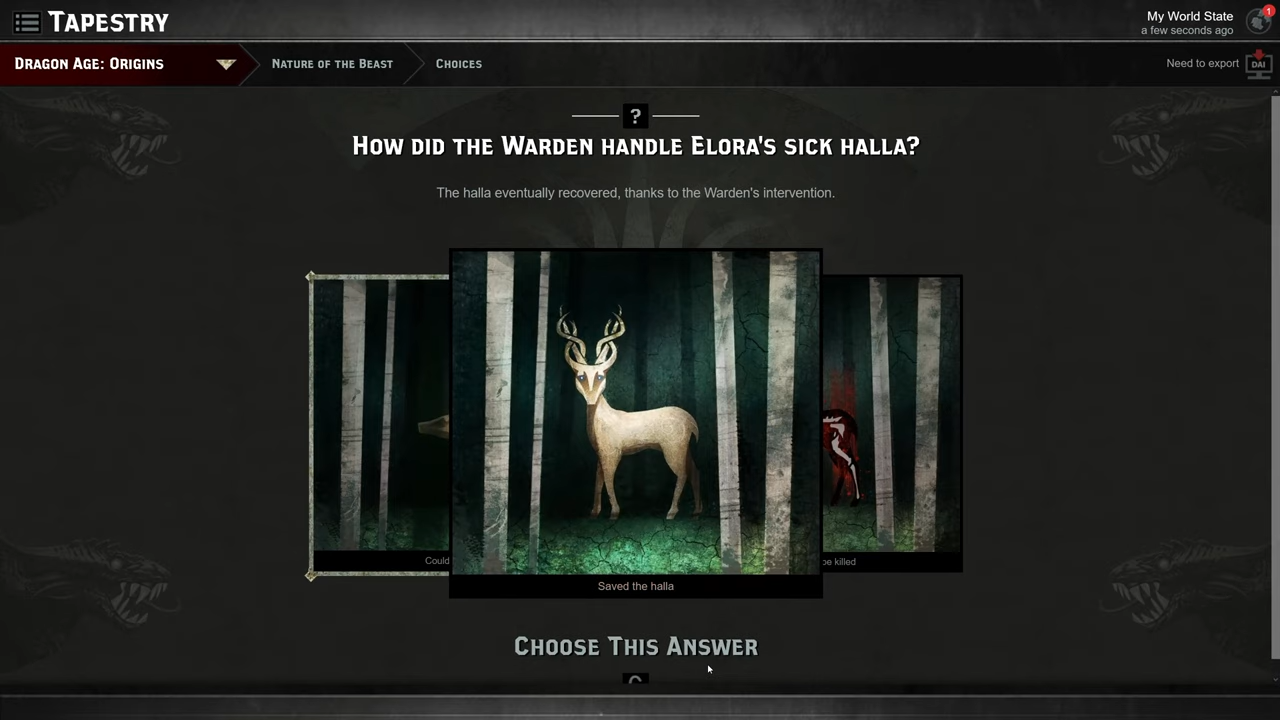 TAPESTRY
My World State
a few seconds ago
1
DRAGON AGE: ORIGINS
NATURE OF THE BEAST
CHOICES
Need to export
DAI
?
HOW DID THE WARDEN HANDLE ELORA'S SICK HALLA?
The halla eventually recovered, thanks to the Warden's intervention.
Could
be killed
Saved the halla
CHOOSE THIS ANSWER